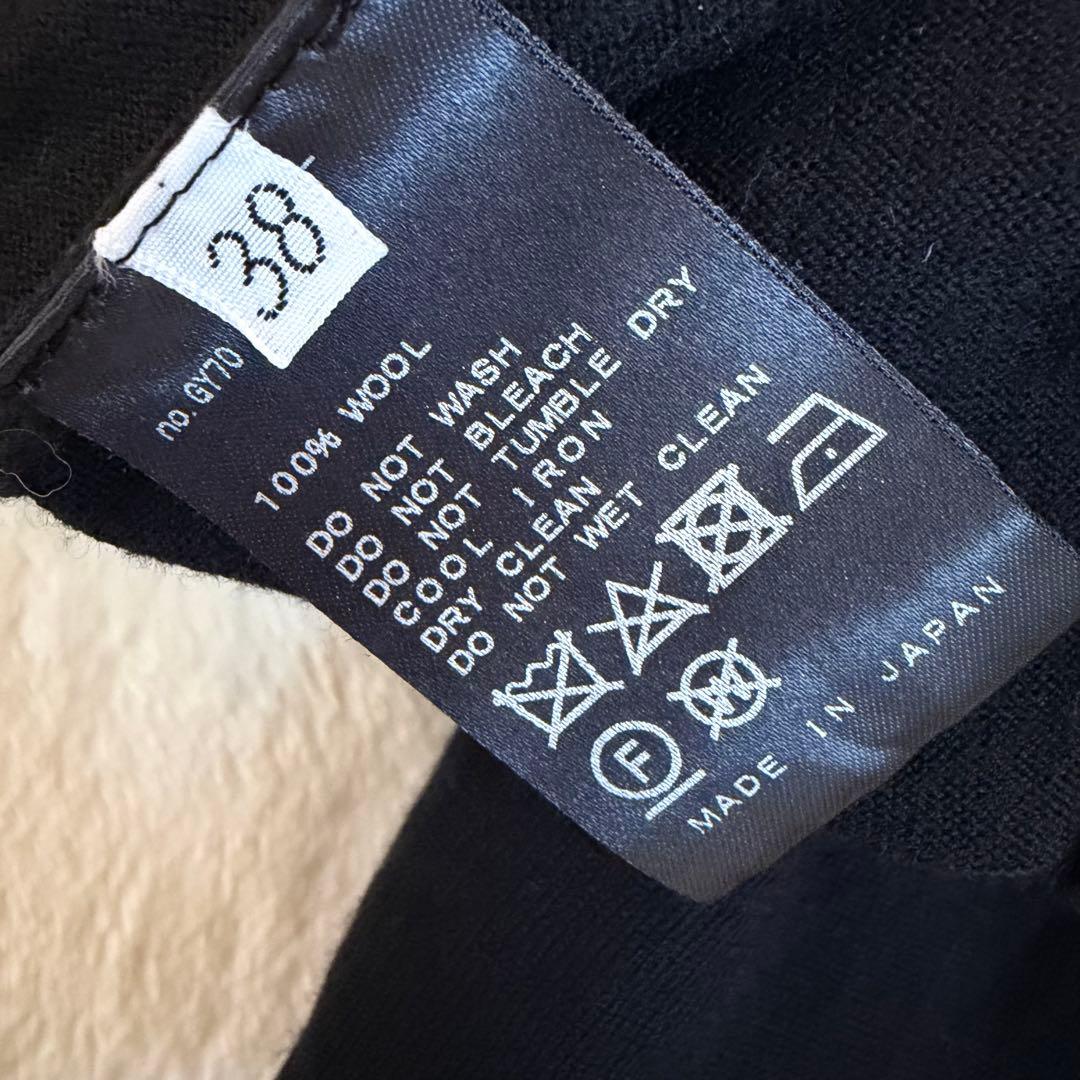 38
no. GY70
100% WOOL
DO NOT WASH
DO NOT BLEACH
DO NOT TUMBLE DRY
COOL IRON
DRY CLEAN
DO NOT WET CLEAN
W
F
MADE IN JAPAN